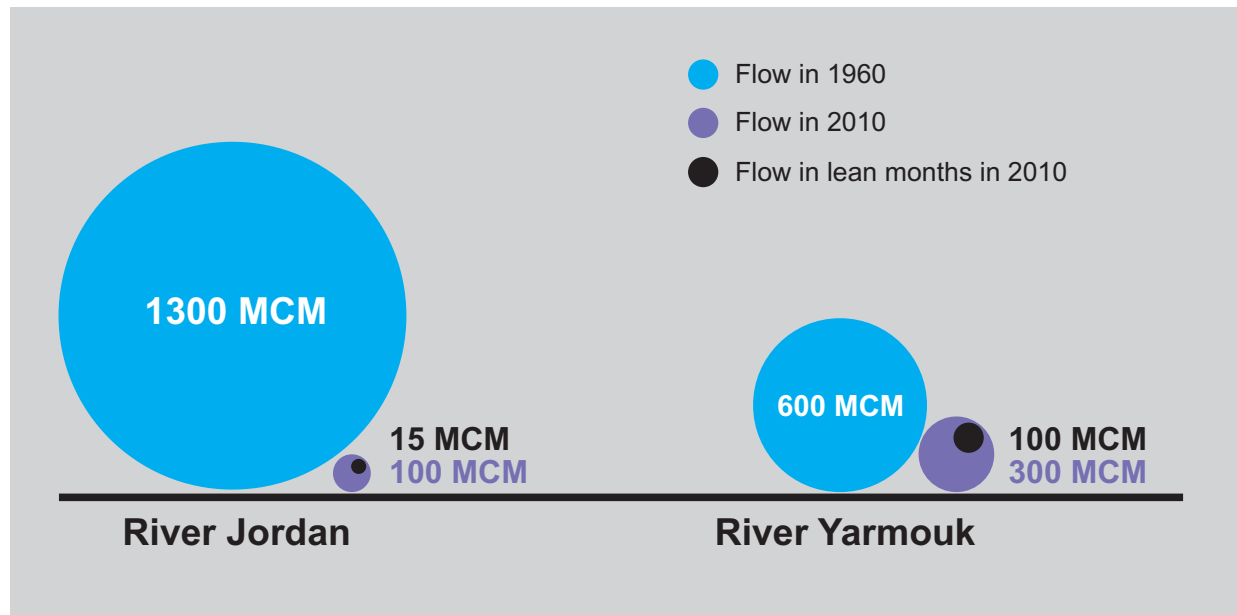 Flow in 1960
Flow in 2010
Flow in lean months in 2010
1300 MCM
15 MCM
100 MCM
River Jordan
600 MCM
100 MCM
300 MCM
River Yarmouk